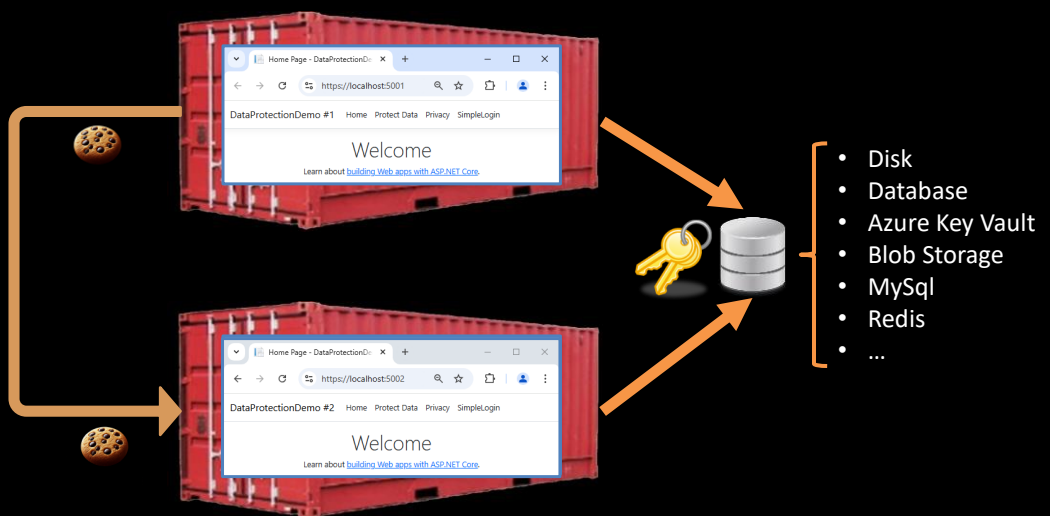 Home Page - DataProtectionDe
https://localhost:5001
DataProtectionDemo #1 Home Protect Data Privacy SimpleLogin
Welcome
Learn about building Web apps with ASP.NET Core.
Home Page - DataProtectionDe
https://localhost:5002
DataProtectionDemo #2 Home Protect Data Privacy SimpleLogin
Welcome
Learn about building Web apps with ASP.NET Core.
• Disk
• Database
• Azure Key Vault
• Blob Storage
• MySql
• Redis
• ...